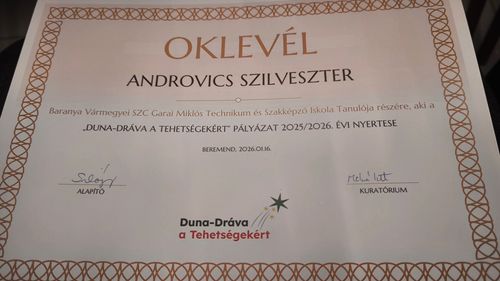 OKLEVÉL
ANDROVICS SZILVESZTER
Baranya Vármegyei SZC Garai Miklós Technikum és Szakképző Iskola Tanulója részére, aki a
„DUNA-DRÁVA A TEHETSÉGEKÉRT” PÁLYÁZAT 2025/2026. ÉVI NYERTESE
BEREMEND, 2026.01.16.
ALAPÍTÓ
KURATÓRIUM
Duna-Dráva
a Tehetségekért